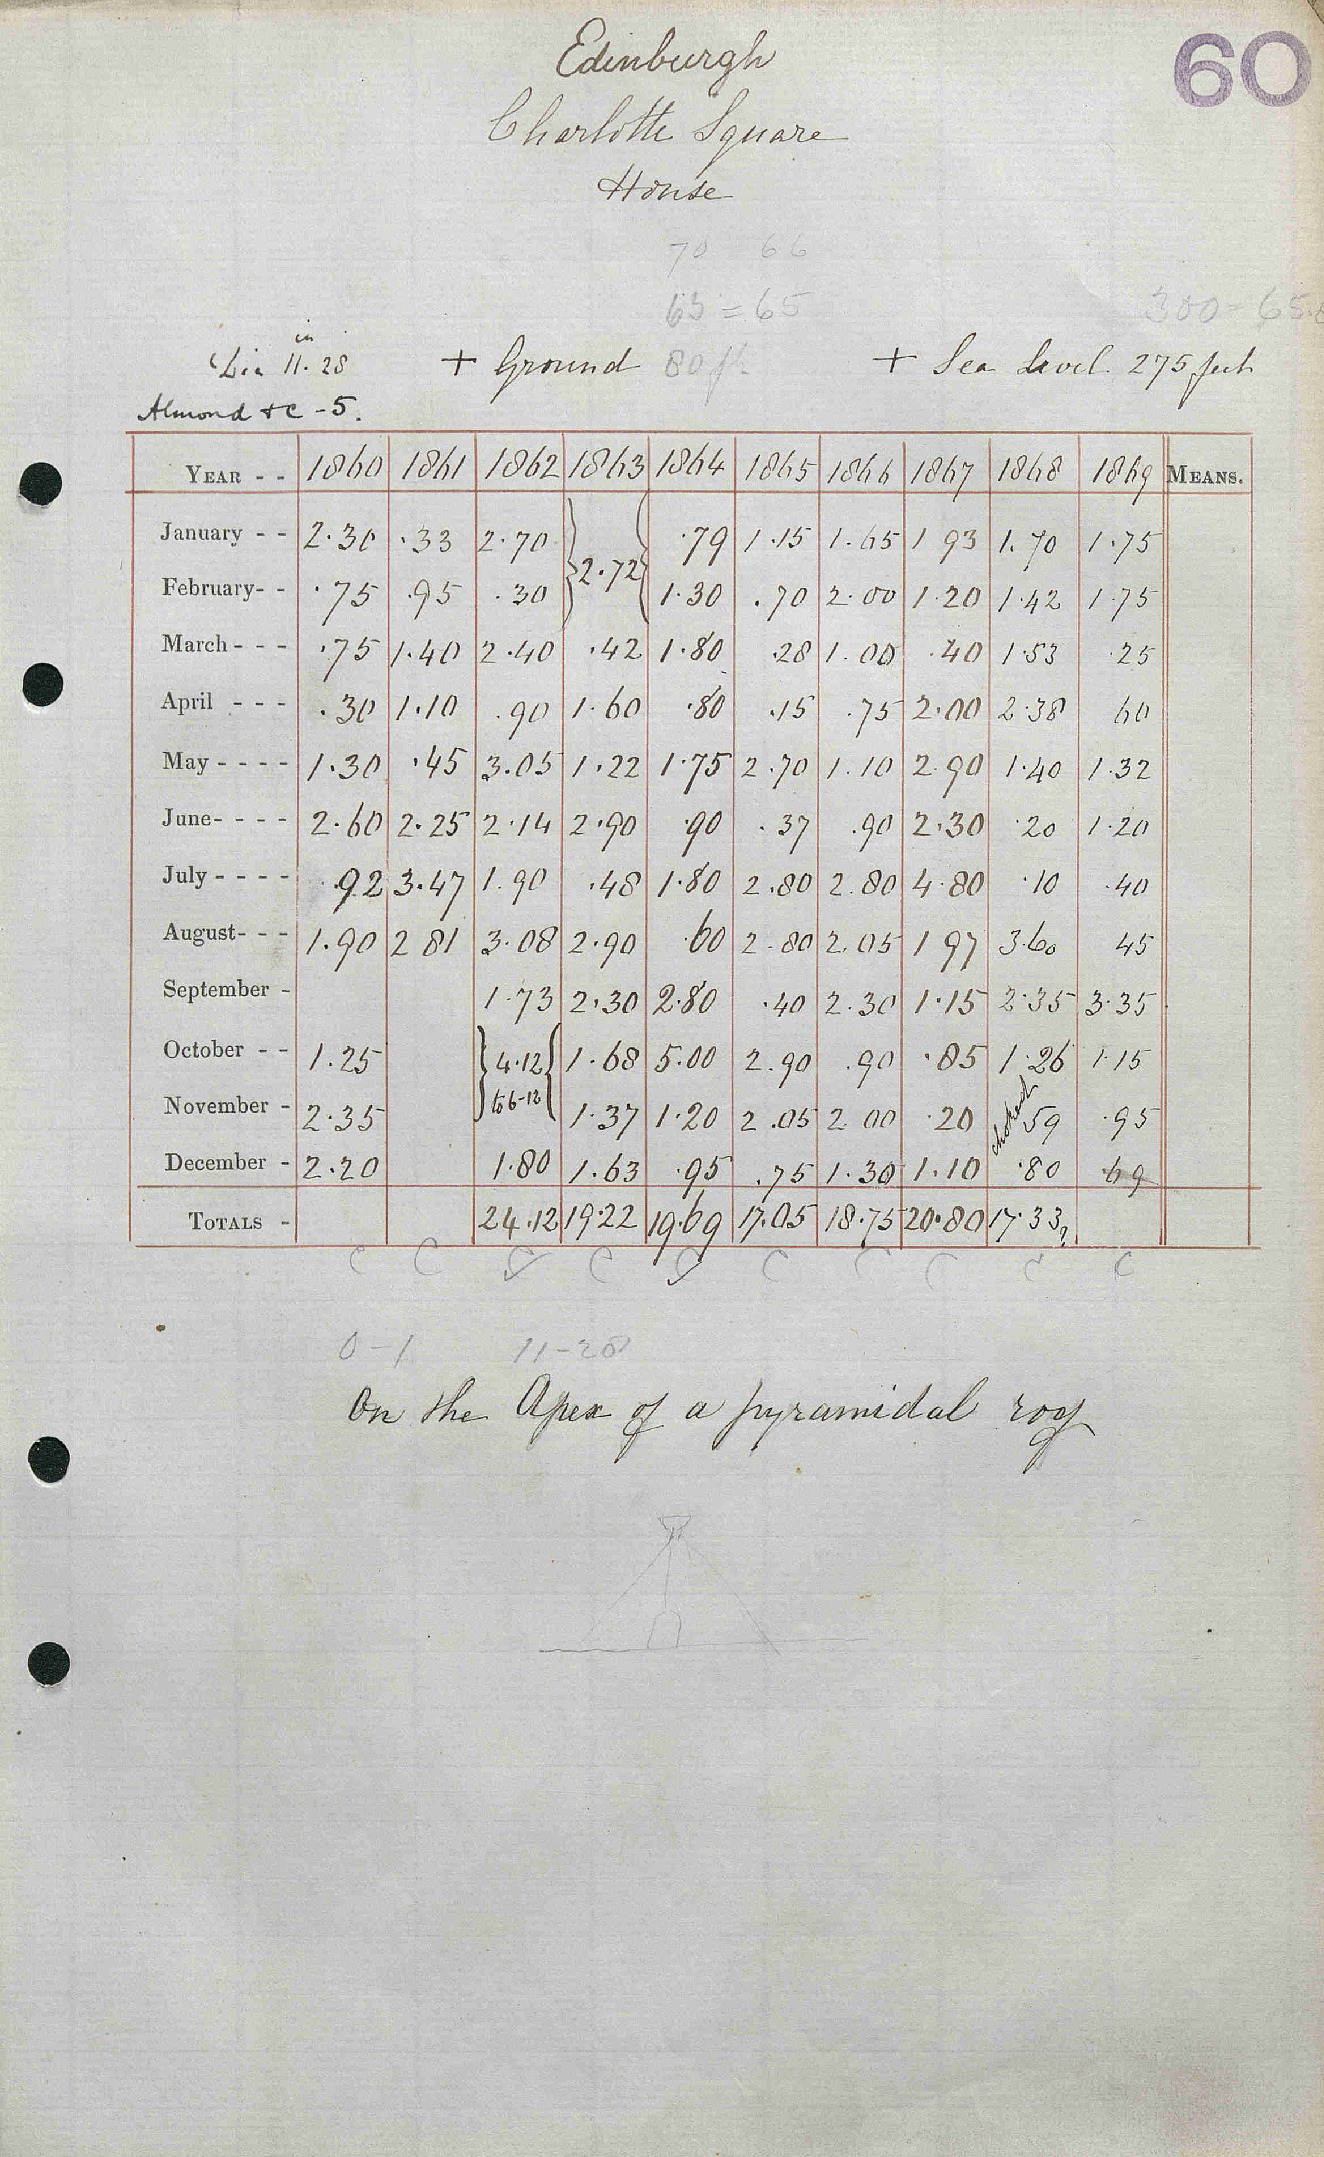 60
Edinburgh
Charlotte Square
House
70 66
63 = 65
300 = 65
in
Dia 11.28 + Ground 80 ft + Sea Level 275 feet
Almond &c - 5.
YEAR - - 1860 1861 1862 1863 1864 1865 1866 1867 1868 1869 MEANS.
January - - 2.30 .33 2.70 } 2.72 { .79 1.15 1.65 1 93 1.70 1.75
February- - .75 .95 .30 1.30 .70 2.00 1.20 1.42 1.75
March - - - .75 1.40 2.40 .42 1.80 .28 1.00 .40 1.53 .25
April - - - .30 1.10 .90 1.60 .80 .15 .75 2.00 2.38 60
May - - - - 1.30 .45 3.05 1.22 1.75 2.70 1.10 2.90 1.40 1.32
June- - - - 2.60 2.25 2.14 2.90 .90 .37 .90 2.30 .20 1.20
July - - - - .92 3.47 1.90 .48 1.80 2.80 2.80 4.80 .10 .40
August- - - 1.90 2 81 3.08 2.90 .60 2.80 2.05 1 97 3.60 45
September - 1.73 2.30 2.80 .40 2.30 1.15 2.35 3.35
October - - 1.25 } 4.12 { 1.68 5.00 2.90 .90 .85 1.26 1.15
to 6-12
November - 2.35 1.37 1.20 2.05 2 00 .20 choked .59 .95
December - 2.20 1.80 1.63 .95 .75 1.30 1.10 .80 .69
TOTALS - 24.12 19.22 19.69 17.05 18.75 20.80 17.33?
0-1 11-28
On the Apex of a pyramidal roof